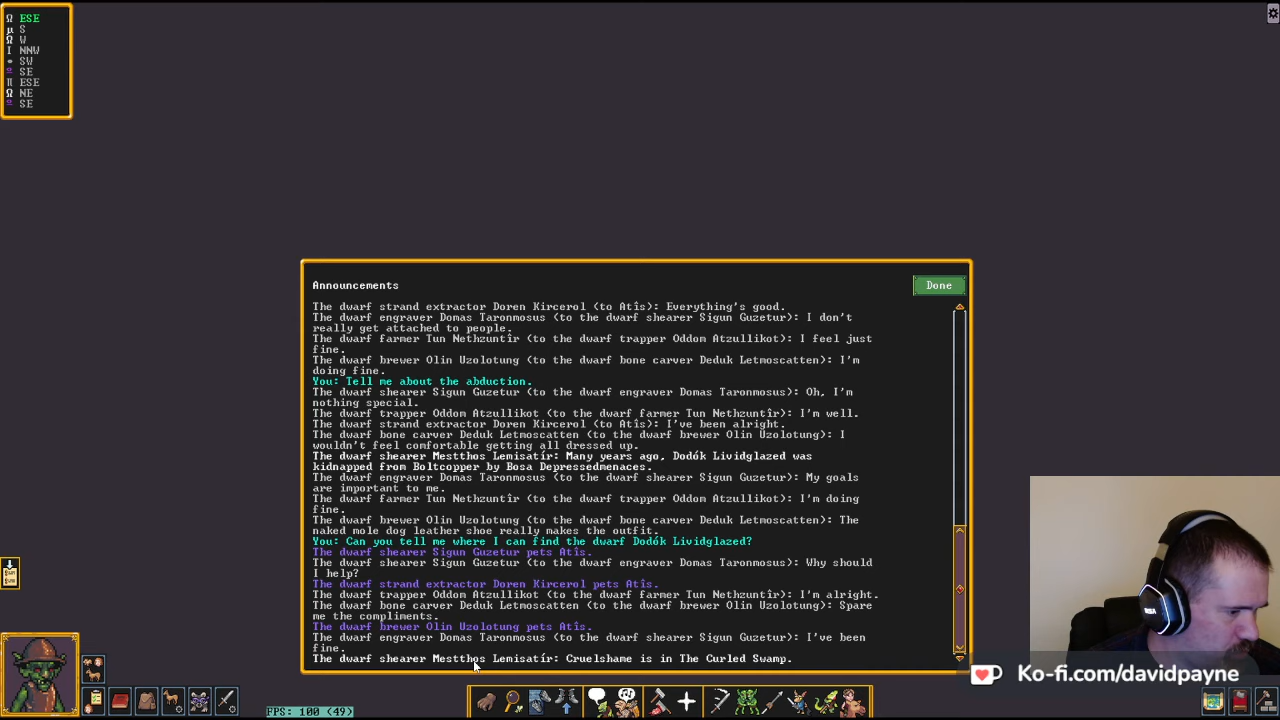 Ω ESE
µ S
Ω W
I NNW
• SW
SE
π ESE
Ω NE
SE
Announcements
Done
The dwarf strand extractor Doren Kircerol (to Atîs): Everything's good.
The dwarf engraver Domas Taronmosus (to the dwarf shearer Sigun Guzetur): I don't
really get attached to people.
The dwarf farmer Tun Nethzuntîr (to the dwarf trapper Oddom Atzullikot): I feel just
fine.
The dwarf brewer Olin Uzolotung (to the dwarf bone carver Deduk Letmoscatten): I'm
doing fine.
You: Tell me about the abduction.
The dwarf shearer Sigun Guzetur (to the dwarf engraver Domas Taronmosus): Oh, I'm
nothing special.
The dwarf trapper Oddom Atzullikot (to the dwarf farmer Tun Nethzuntîr): I'm well.
The dwarf strand extractor Doren Kircerol (to Atîs): I've been alright.
The dwarf bone carver Deduk Letmoscatten (to the dwarf brewer Olin Uzolotung): I
wouldn't feel comfortable getting all dressed up.
The dwarf shearer Mestthos Lemisatír: Many years ago, Dodók Lividglazed was
kidnapped from Boltcopper by Bosa Depressedmenaces.
The dwarf engraver Domas Taronmosus (to the dwarf shearer Sigun Guzetur): My goals
are important to me.
The dwarf farmer Tun Nethzuntîr (to the dwarf trapper Oddom Atzullikot): I'm doing
fine.
The dwarf brewer Olin Uzolotung (to the dwarf bone carver Deduk Letmoscatten): The
naked mole dog leather shoe really makes the outfit.
You: Can you tell me where I can find the dwarf Dodók Lividglazed?
The dwarf shearer Sigun Guzetur pets Atîs.
The dwarf shearer Sigun Guzetur (to the dwarf engraver Domas Taronmosus): Why should
I help?
The dwarf strand extractor Doren Kircerol pets Atîs.
The dwarf trapper Oddom Atzullikot (to the dwarf farmer Tun Nethzuntîr): I'm alright.
The dwarf bone carver Deduk Letmoscatten (to the dwarf brewer Olin Uzolotung): Spare
me the compliments.
The dwarf brewer Olin Uzolotung pets Atîs.
The dwarf engraver Domas Taronmosus (to the dwarf shearer Sigun Guzetur): I've been
fine.
The dwarf shearer Mestthos Lemisatír: Cruelshame is in The Curled Swamp.
Ko-fi.com/davidpayne
FPS: 100 (49)